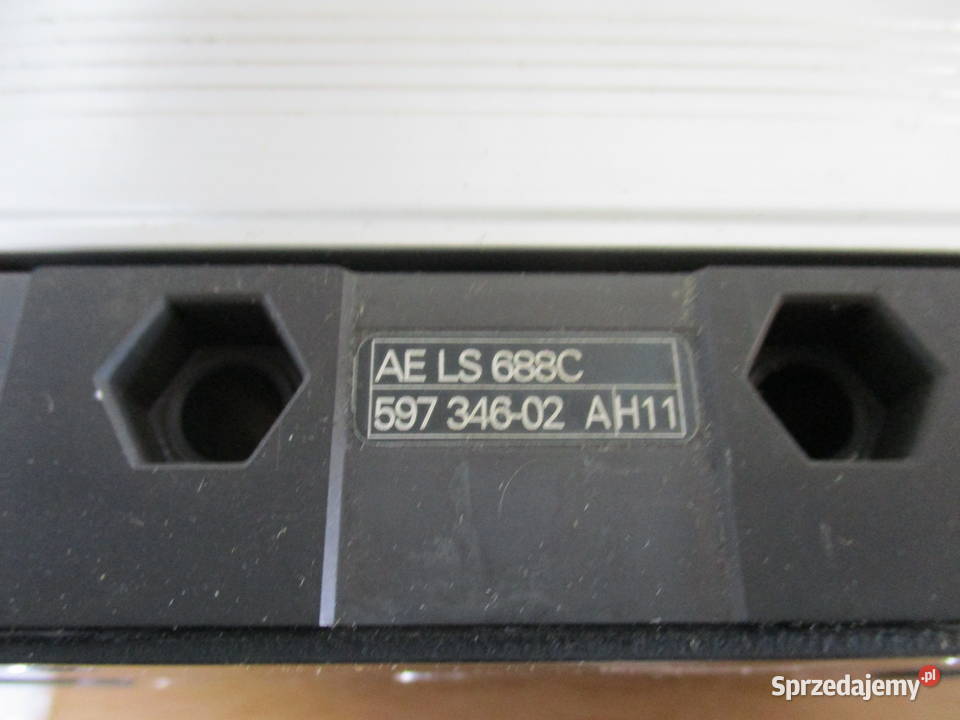 AE LS 688C
597 346-02 AH11
Sprzedajemy.pl